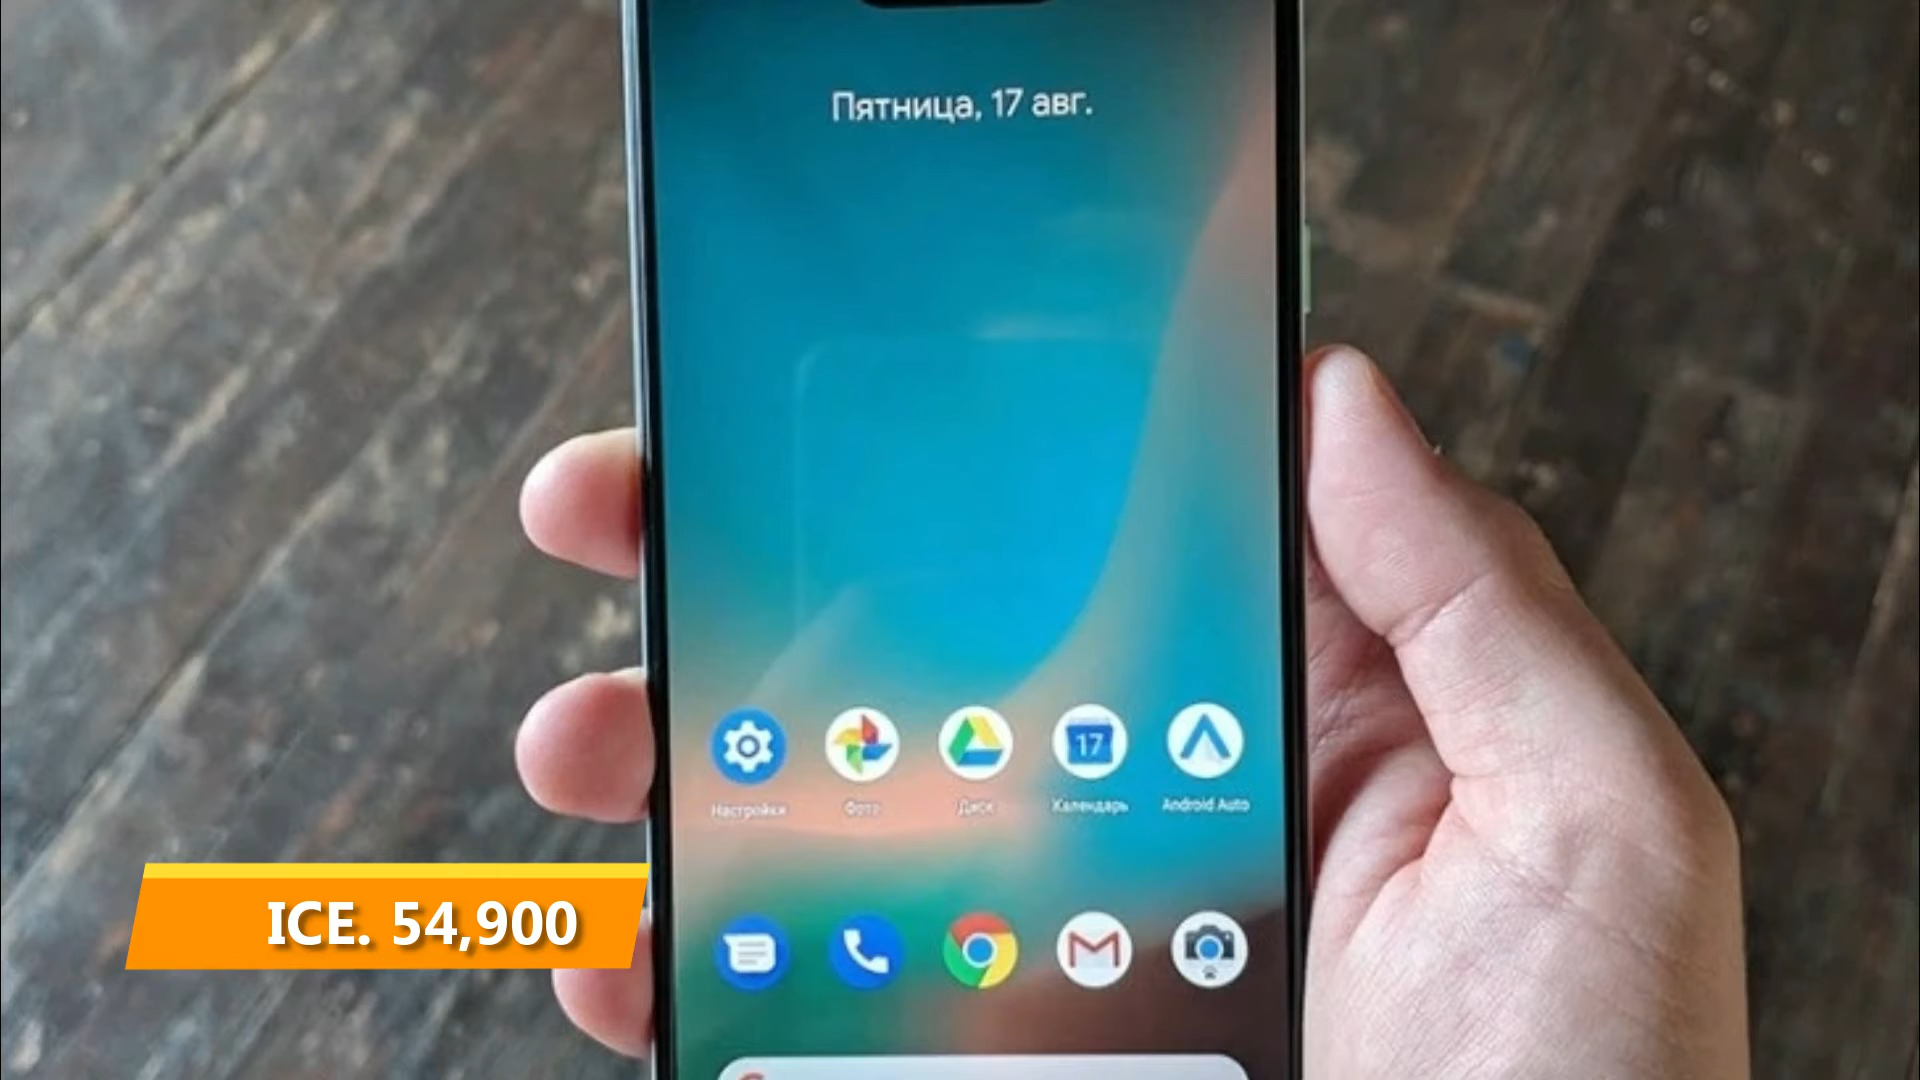 Пятница, 17 авг.
17
Настройки
Фото
Диск
Календарь
Android Auto
ICE. 54,900